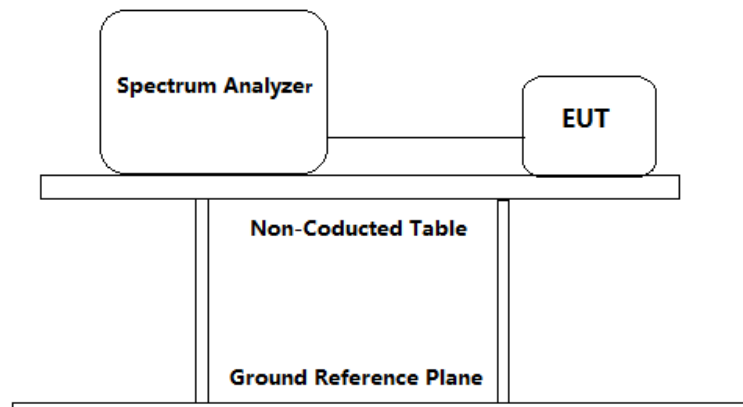 Spectrum Analyzer
EUT
Non-Coducted Table
Ground Reference Plane